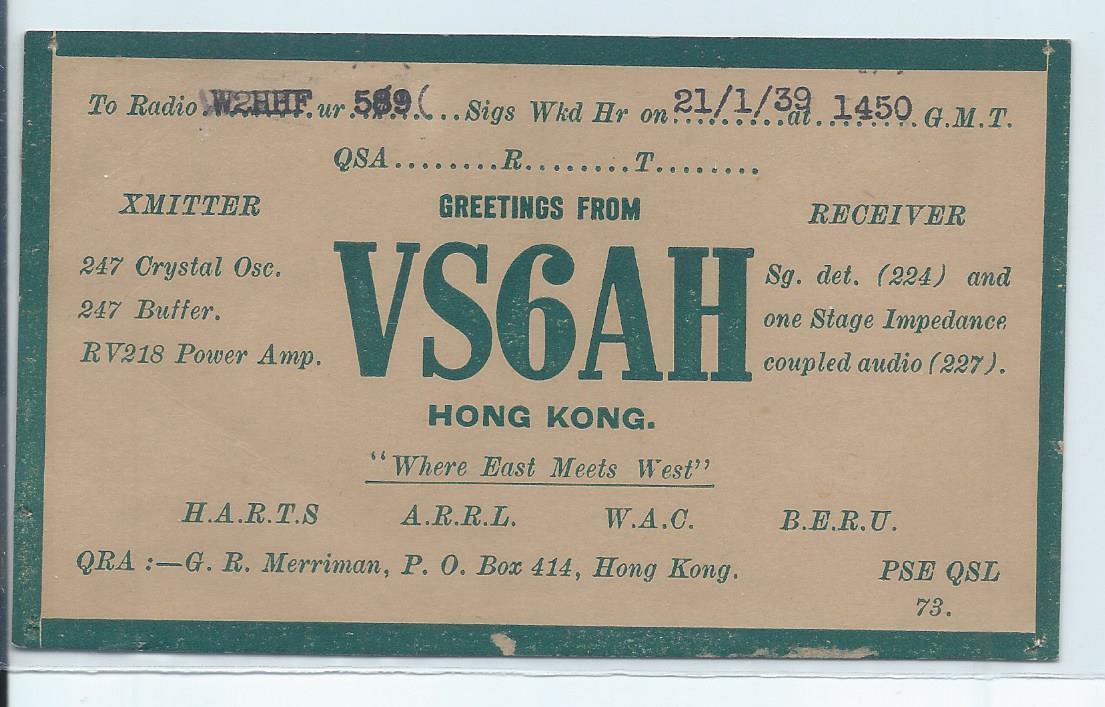 To Radio W2HHF ur 589 Sigs Wkd Hr on 21/1/39 at 1450 G.M.T.
QSA........R........T........
XMITTER
247 Crystal Osc.
247 Buffer.
RV218 Power Amp.
GREETINGS FROM
VS6AH
HONG KONG.
RECEIVER
Sg. det. (224) and
one Stage Impedance
coupled audio (227).
"Where East Meets West"
H.A.R.T.S A.R.R.L. W.A.C. B.E.R.U.
QRA :—G. R. Merriman, P. O. Box 414, Hong Kong.
PSE QSL
73.